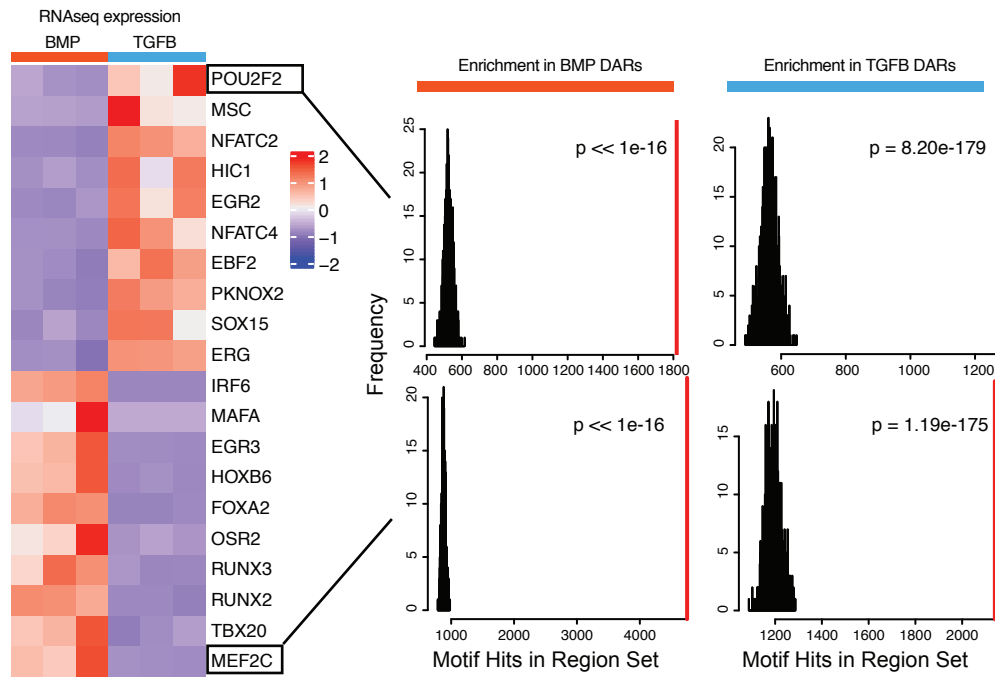 RNAseq expression
BMP TGFB
POU2F2
MSC
NFATC2
HIC1
EGR2
NFATC4
EBF2
PKNOX2
SOX15
ERG
IRF6
MAFA
EGR3
HOXB6
FOXA2
OSR2
RUNX3
RUNX2
TBX20
MEF2C
2
1
0
−1
−2
Enrichment in BMP DARs
Enrichment in TGFB DARs
Frequency
p << 1e-16
0 5 10 15 20 25
400 600 800 1000 1200 1400 1600 1800
p = 8.20e-179
0 5 10 15 20
600 800 1000 1200
p << 1e-16
0 5 10 15 20
1000 2000 3000 4000
Motif Hits in Region Set
p = 1.19e-175
0 5 10 15
1200 1400 1600 1800 2000
Motif Hits in Region Set